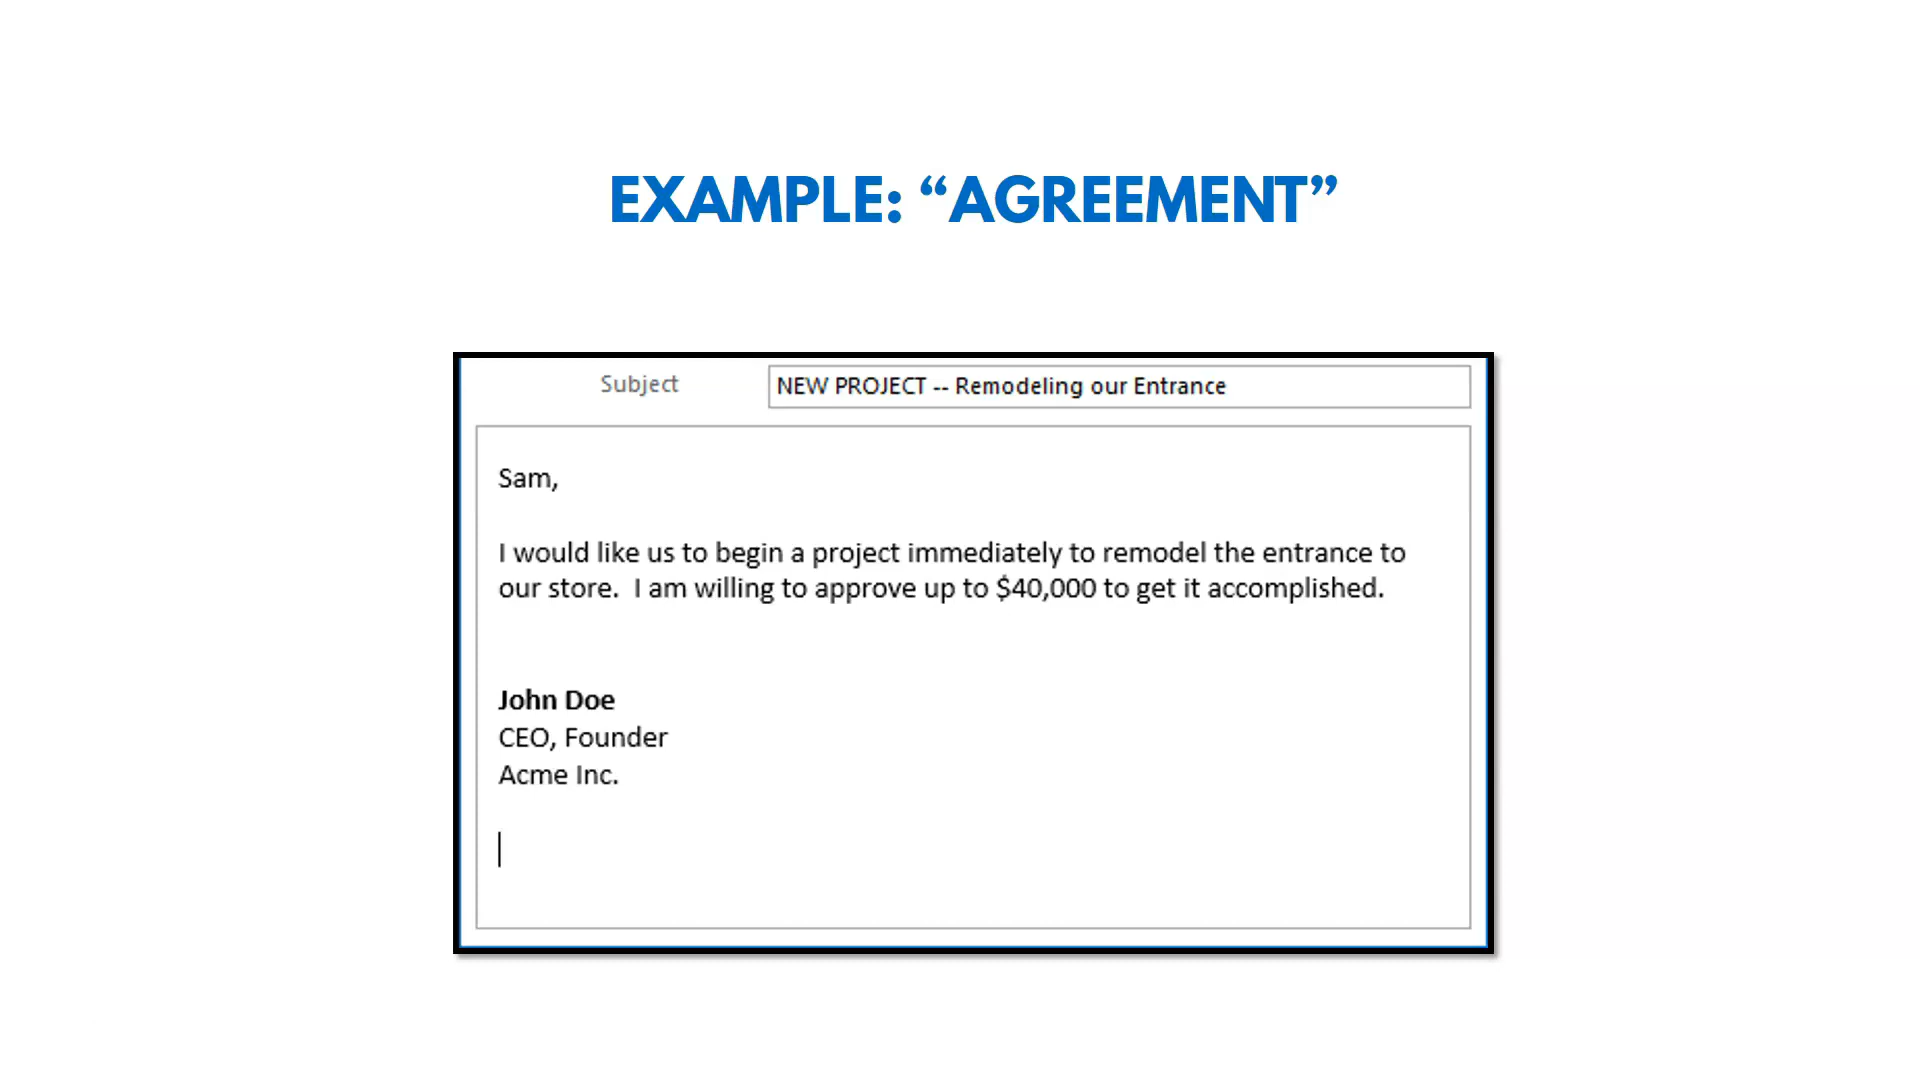 EXAMPLE: “AGREEMENT”
Subject
NEW PROJECT -- Remodeling our Entrance
Sam,
I would like us to begin a project immediately to remodel the entrance to
our store.  I am willing to approve up to $40,000 to get it accomplished.
John Doe
CEO, Founder
Acme Inc.